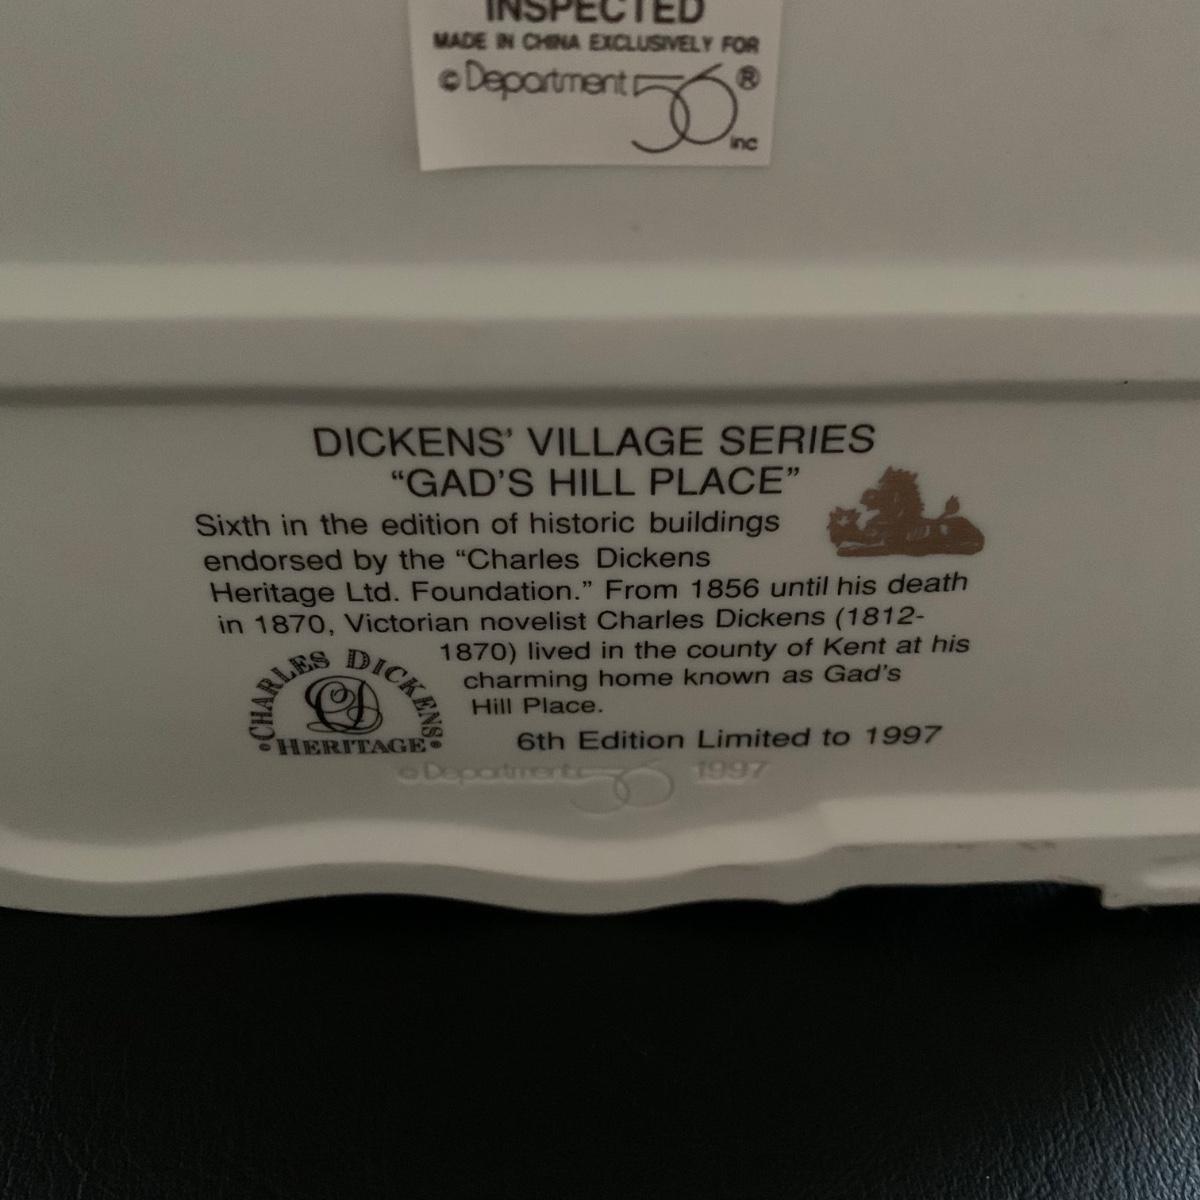 INSPECTED
MADE IN CHINA EXCLUSIVELY FOR
© Department 56 ®
inc
DICKENS' VILLAGE SERIES
“GAD'S HILL PLACE”
Sixth in the edition of historic buildings
endorsed by the “Charles Dickens
Heritage Ltd. Foundation.” From 1856 until his death
in 1870, Victorian novelist Charles Dickens (1812-
1870) lived in the county of Kent at his
charming home known as Gad's
Hill Place.
CHARLES DICKENS
CD
HERITAGE
6th Edition Limited to 1997
© Department 56 1997